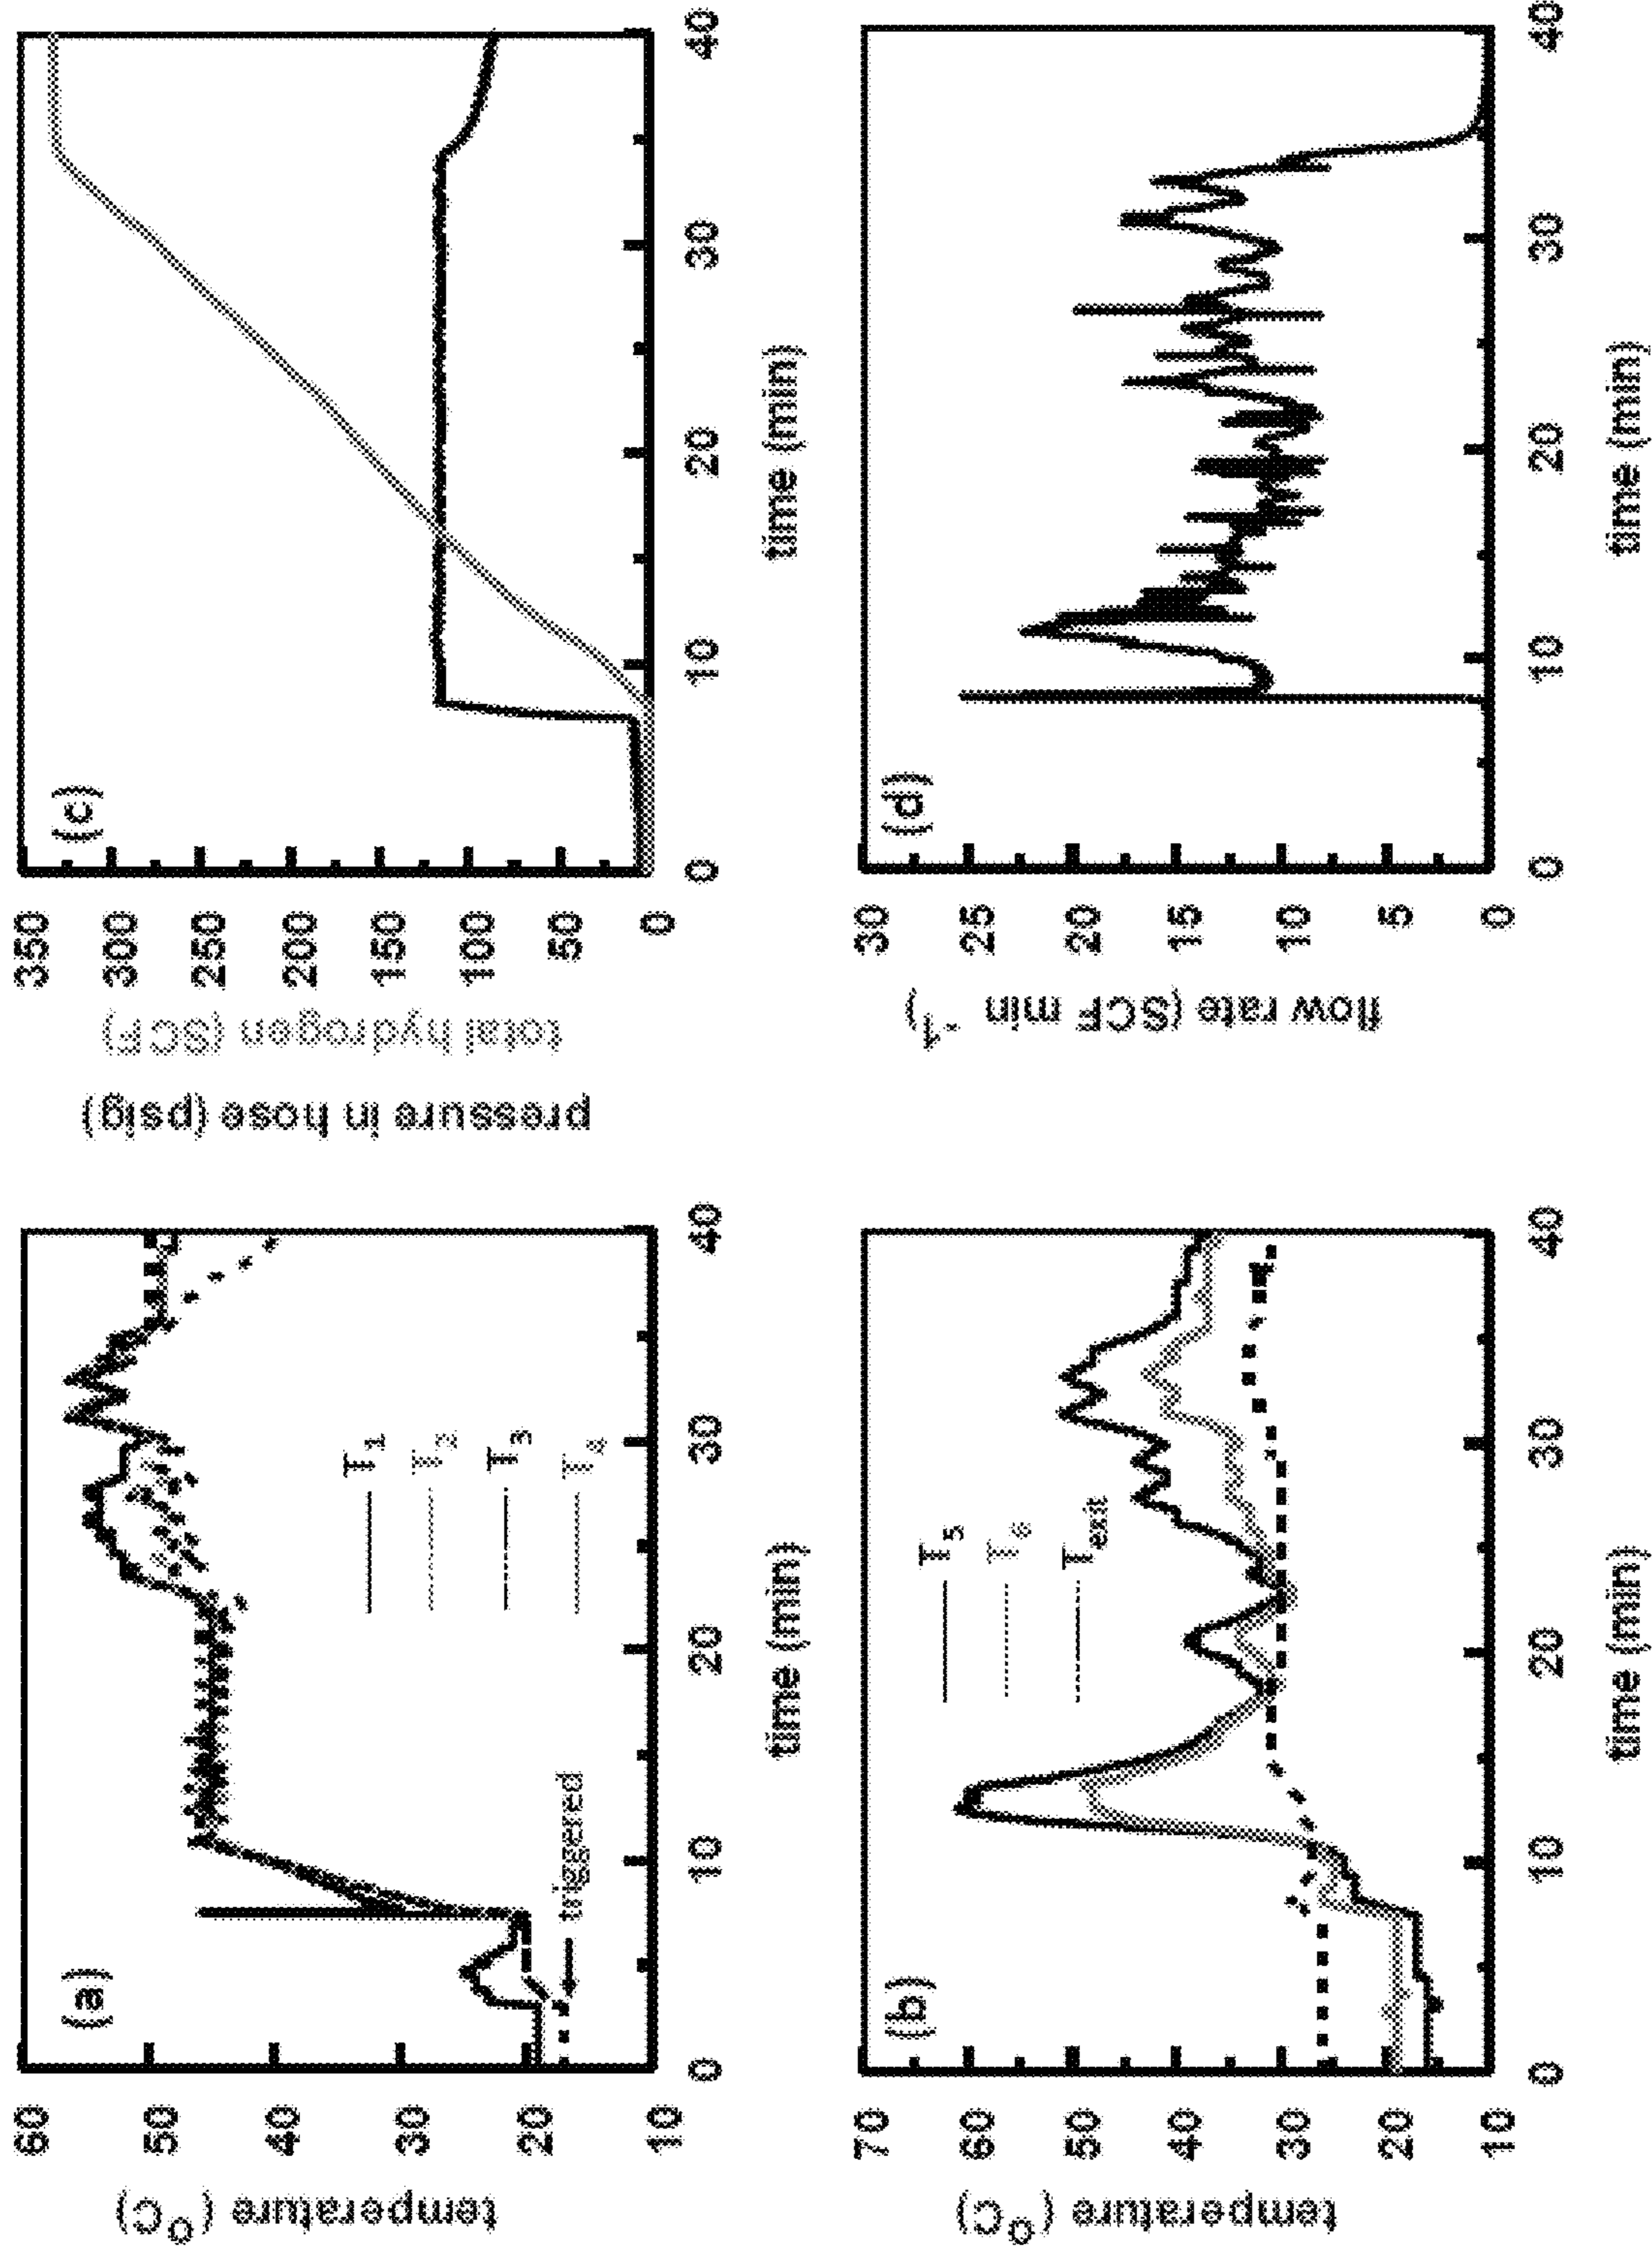 (a)
60
50
40
30
20
10
temperature (°C)
0
10
20
30
40
time (min)
triggered
T1
T2
T3
T4
(b)
70
60
50
40
30
20
10
temperature (°C)
0
10
20
30
40
time (min)
T5
T6
Texit
(c)
350
300
250
200
150
100
50
0
total hydrogen (SCF)
pressure in hose (psig)
0
10
20
30
40
time (min)
(d)
30
25
20
15
10
5
0
flow rate (SCF min -1)
0
10
20
30
40
time (min)